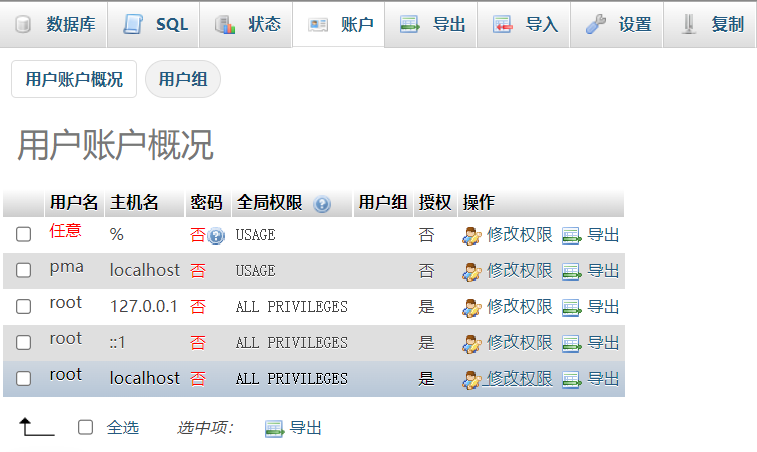 数据库 SQL 状态 账户 导出 导入 设置 复制
用户账户概况 用户组
用户账户概况
用户名 主机名 密码 全局权限 用户组 授权 操作
任意 % 否 USAGE 否 修改权限 导出
pma localhost 否 USAGE 否 修改权限 导出
root 127.0.0.1 否 ALL PRIVILEGES 是 修改权限 导出
root ::1 否 ALL PRIVILEGES 是 修改权限 导出
root localhost 否 ALL PRIVILEGES 是 修改权限 导出
全选 选中项： 导出